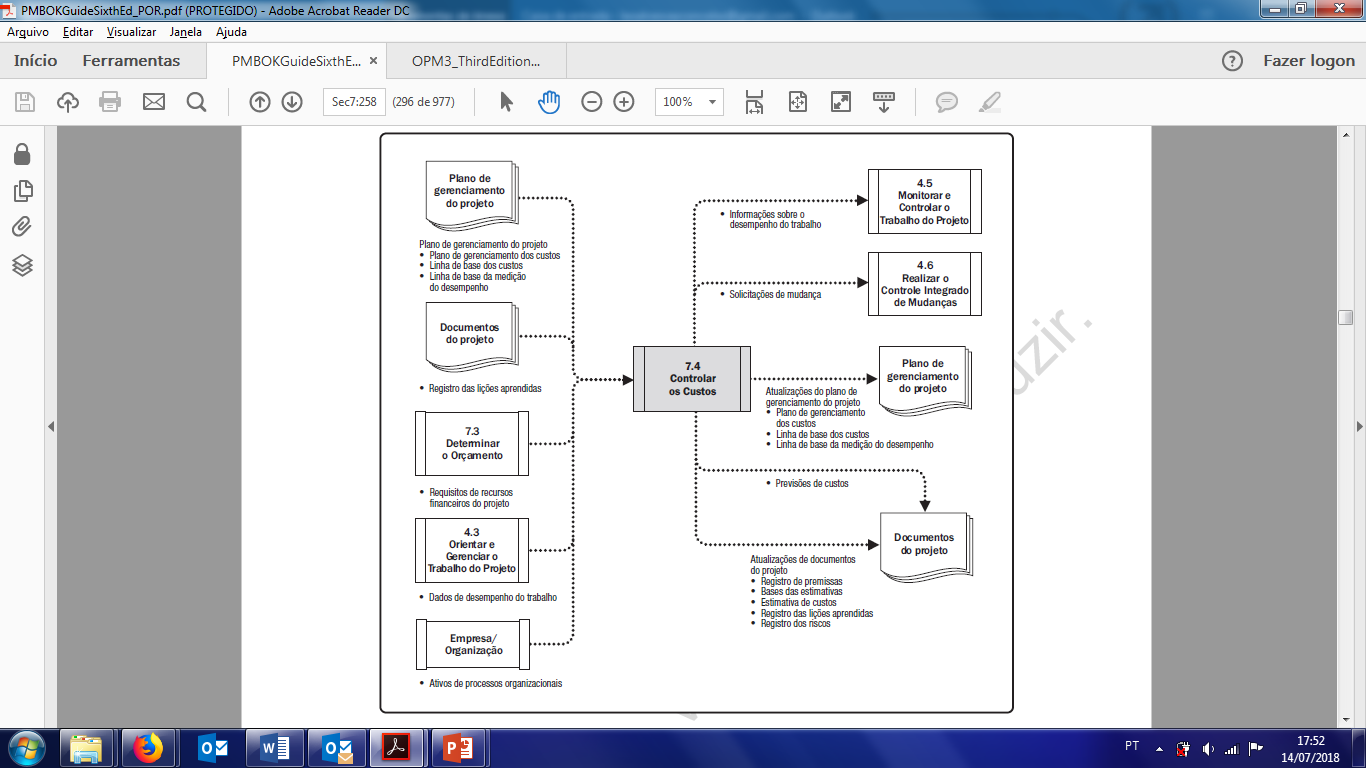 PMBOKGuideSixthEd_POR.pdf (PROTEGIDO) - Adobe Acrobat Reader DC
Arquivo Editar Visualizar Janela Ajuda
Início Ferramentas PMBOKGuideSixthE... × OPM3_ThirdEdition... ? Fazer logon
Sec7:258 (296 de 977) 100%
Plano de
gerenciamento
do projeto
Plano de gerenciamento do projeto
• Plano de gerenciamento dos custos
• Linha de base dos custos
• Linha de base da medição
do desempenho
Documentos
do projeto
• Registro das lições aprendidas
7.3
Determinar
o Orçamento
• Requisitos de recursos
financeiros do projeto
4.3
Orientar e
Gerenciar o
Trabalho do Projeto
• Dados de desempenho do trabalho
Empresa/
Organização
• Ativos de processos organizacionais
7.4
Controlar
os Custos
• Informações sobre o
desempenho do trabalho
4.5
Monitorar e
Controlar o
Trabalho do Projeto
• Solicitações de mudança
4.6
Realizar o
Controle Integrado
de Mudanças
Atualizações do plano de
gerenciamento do projeto
• Plano de gerenciamento
dos custos
• Linha de base dos custos
• Linha de base da medição do desempenho
Plano de
gerenciamento
do projeto
• Previsões de custos
Documentos
do projeto
Atualizações de documentos
do projeto
• Registro de premissas
• Bases das estimativas
• Estimativa de custos
• Registro das lições aprendidas
• Registro dos riscos
PT 17:52
14/07/2018